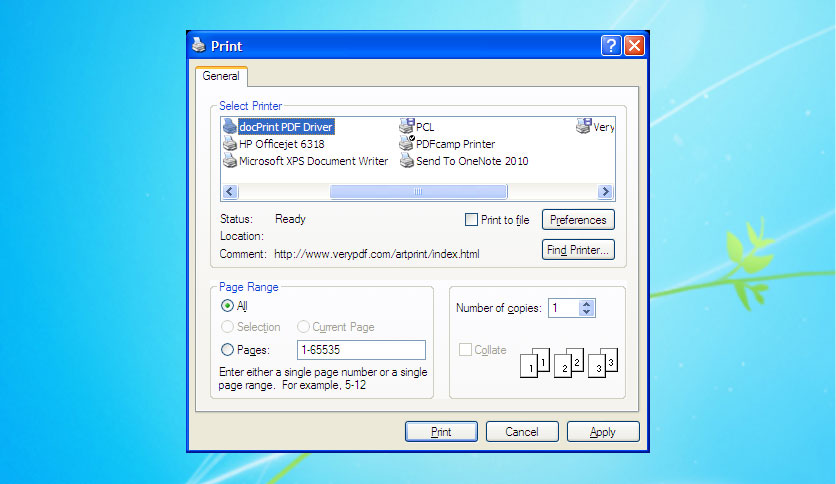 Print
General
Select Printer
docPrint PDF Driver PCL Very
HP Officejet 6318 PDFcamp Printer
Microsoft XPS Document Writer Send To OneNote 2010
Status: Ready Print to file Preferences
Location:
Comment: http://www.verypdf.com/artprint/index.html Find Printer...
Page Range
All Number of copies: 1
Selection Current Page
Pages: 1-65535 Collate 1 1 2 2 3 3
Enter either a single page number or a single
page range. For example, 5-12
Print Cancel Apply